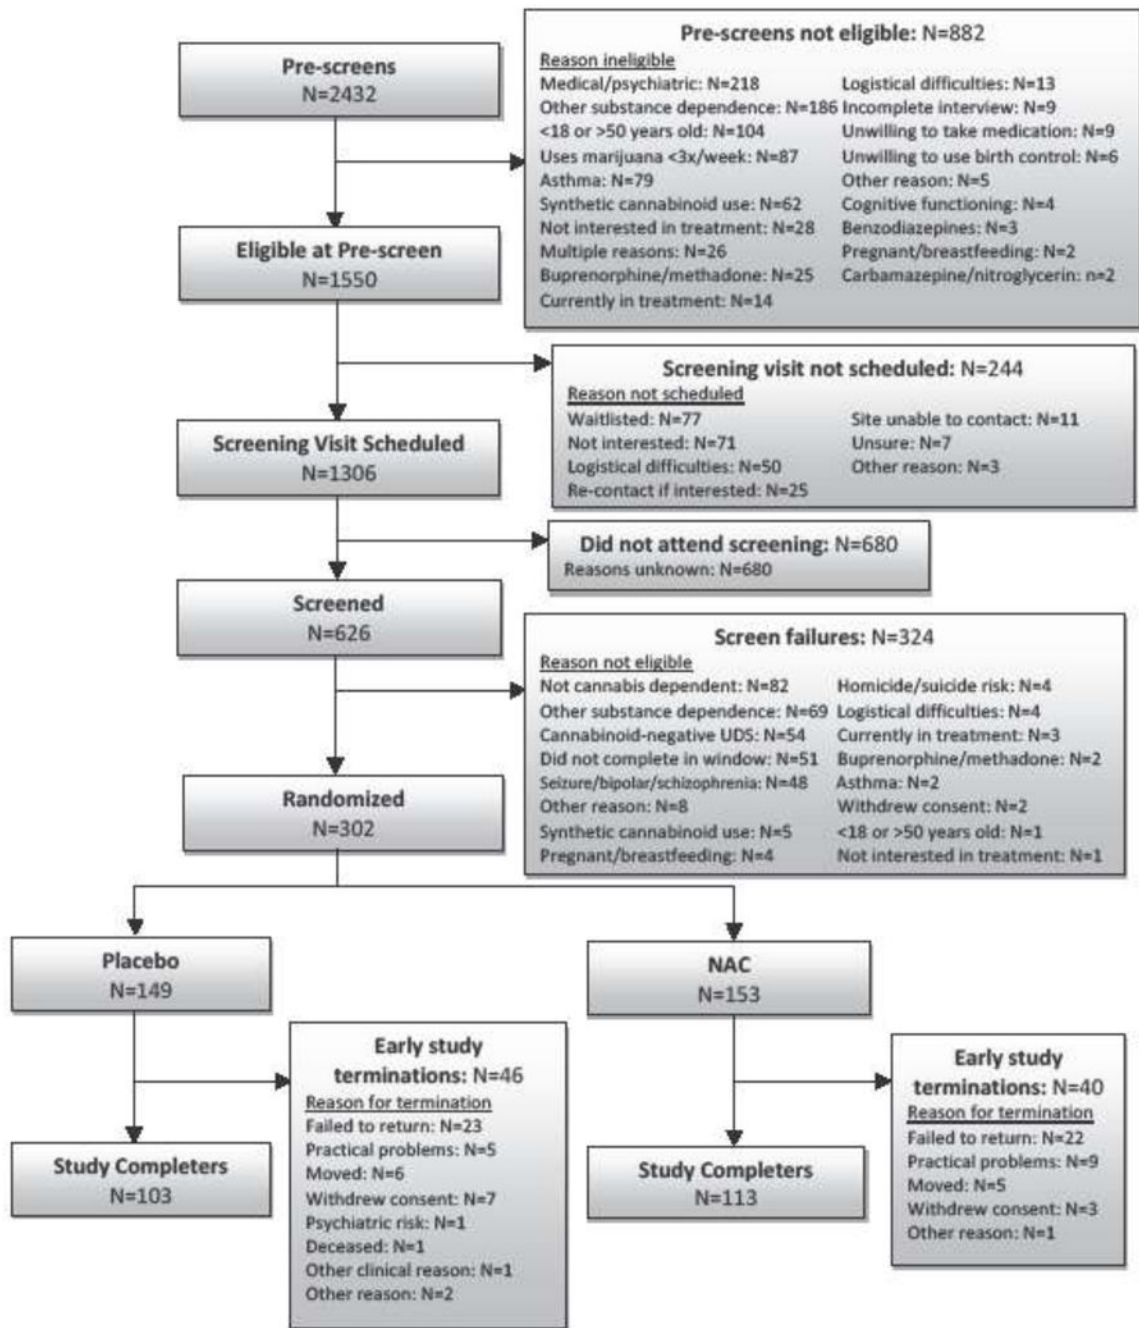 Pre-screens
N=2432
Pre-screens not eligible: N=882
Reason ineligible
Medical/psychiatric: N=218
Other substance dependence: N=186
<18 or >50 years old: N=104
Uses marijuana <3x/week: N=87
Asthma: N=79
Synthetic cannabinoid use: N=62
Not interested in treatment: N=28
Multiple reasons: N=26
Buprenorphine/methadone: N=25
Currently in treatment: N=14
Logistical difficulties: N=13
Incomplete interview: N=9
Unwilling to take medication: N=9
Unwilling to use birth control: N=6
Other reason: N=5
Cognitive functioning: N=4
Benzodiazepines: N=3
Pregnant/breastfeeding: N=2
Carbamazepine/nitroglycerin: n=2
Eligible at Pre-screen
N=1550
Screening visit not scheduled: N=244
Reason not scheduled
Waitlisted: N=77
Not interested: N=71
Logistical difficulties: N=50
Re-contact if interested: N=25
Site unable to contact: N=11
Unsure: N=7
Other reason: N=3
Screening Visit Scheduled
N=1306
Did not attend screening: N=680
Reasons unknown: N=680
Screened
N=626
Screen failures: N=324
Reason not eligible
Not cannabis dependent: N=82
Other substance dependence: N=69
Cannabinoid-negative UDS: N=54
Did not complete in window: N=51
Seizure/bipolar/schizophrenia: N=48
Other reason: N=8
Synthetic cannabinoid use: N=5
Pregnant/breastfeeding: N=4
Homicide/suicide risk: N=4
Logistical difficulties: N=4
Currently in treatment: N=3
Buprenorphine/methadone: N=2
Asthma: N=2
Withdrew consent: N=2
<18 or >50 years old: N=1
Not interested in treatment: N=1
Randomized
N=302
Placebo
N=149
Early study
terminations: N=46
Reason for termination
Failed to return: N=23
Practical problems: N=5
Moved: N=6
Withdrew consent: N=7
Psychiatric risk: N=1
Deceased: N=1
Other clinical reason: N=1
Other reason: N=2
Study Completers
N=103
NAC
N=153
Early study
terminations: N=40
Reason for termination
Failed to return: N=22
Practical problems: N=9
Moved: N=5
Withdrew consent: N=3
Other reason: N=1
Study Completers
N=113